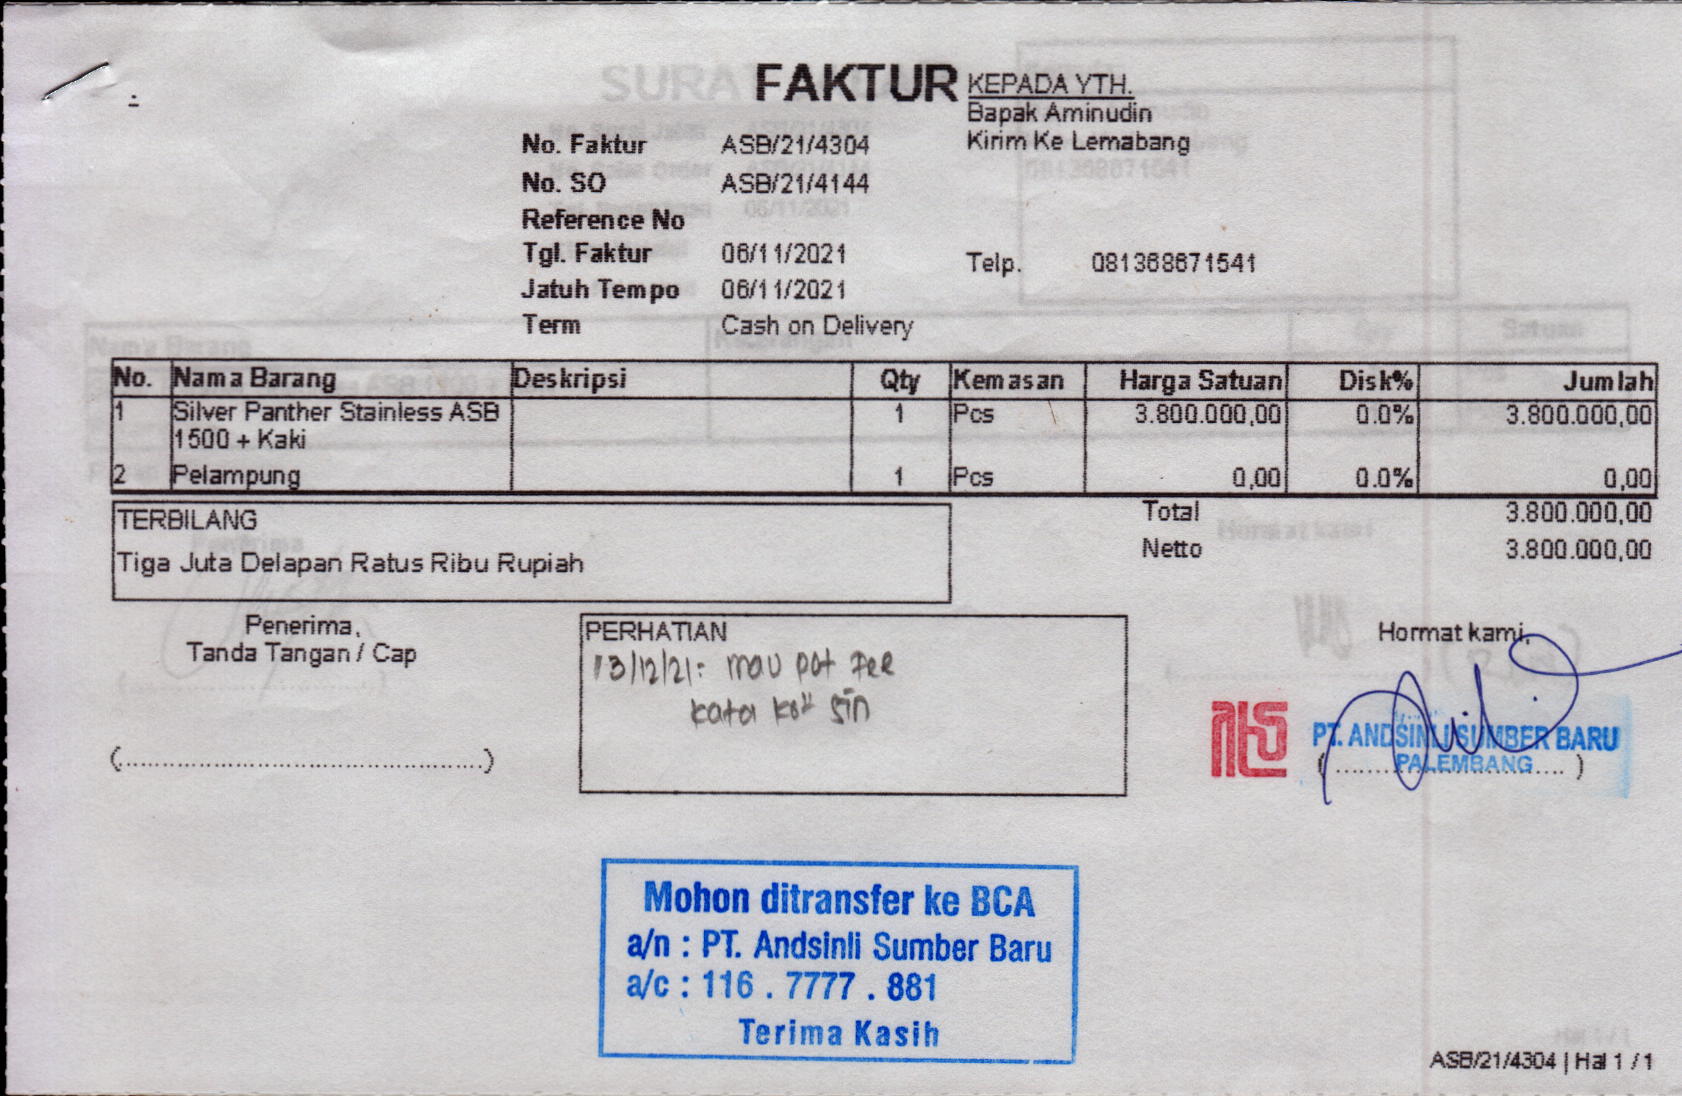 FAKTUR
KEPADA YTH.
Bapak Aminudin
Kirim Ke Lemabang
No. Faktur ASB/21/4304
No. SO ASB/21/4144
Reference No
Tgl. Faktur 06/11/2021
Telp. 081368671541
Jatuh Tempo 06/11/2021
Term Cash on Delivery
No. Nama Barang Deskripsi Qty Kemasan Harga Satuan Disk% Jumlah
1 Silver Panther Stainless ASB 1 Pcs 3.800.000,00 0.0% 3.800.000,00
1500 + Kaki
2 Pelampung 1 Pcs 0,00 0.0% 0,00
Total 3.800.000,00
Netto 3.800.000,00
TERBILANG
Tiga Juta Delapan Ratus Ribu Rupiah
Penerima,
Tanda Tangan / Cap
PERHATIAN
13/12/21: mau pot
kata sin
Hormat kami,
PT. ANDSINLI SUMBER BARU
PALEMBANG
Mohon ditransfer ke BCA
a/n : PT. Andsinli Sumber Baru
a/c : 116 . 7777 . 881
Terima Kasih
ASB/21/4304 | Hal 1 / 1